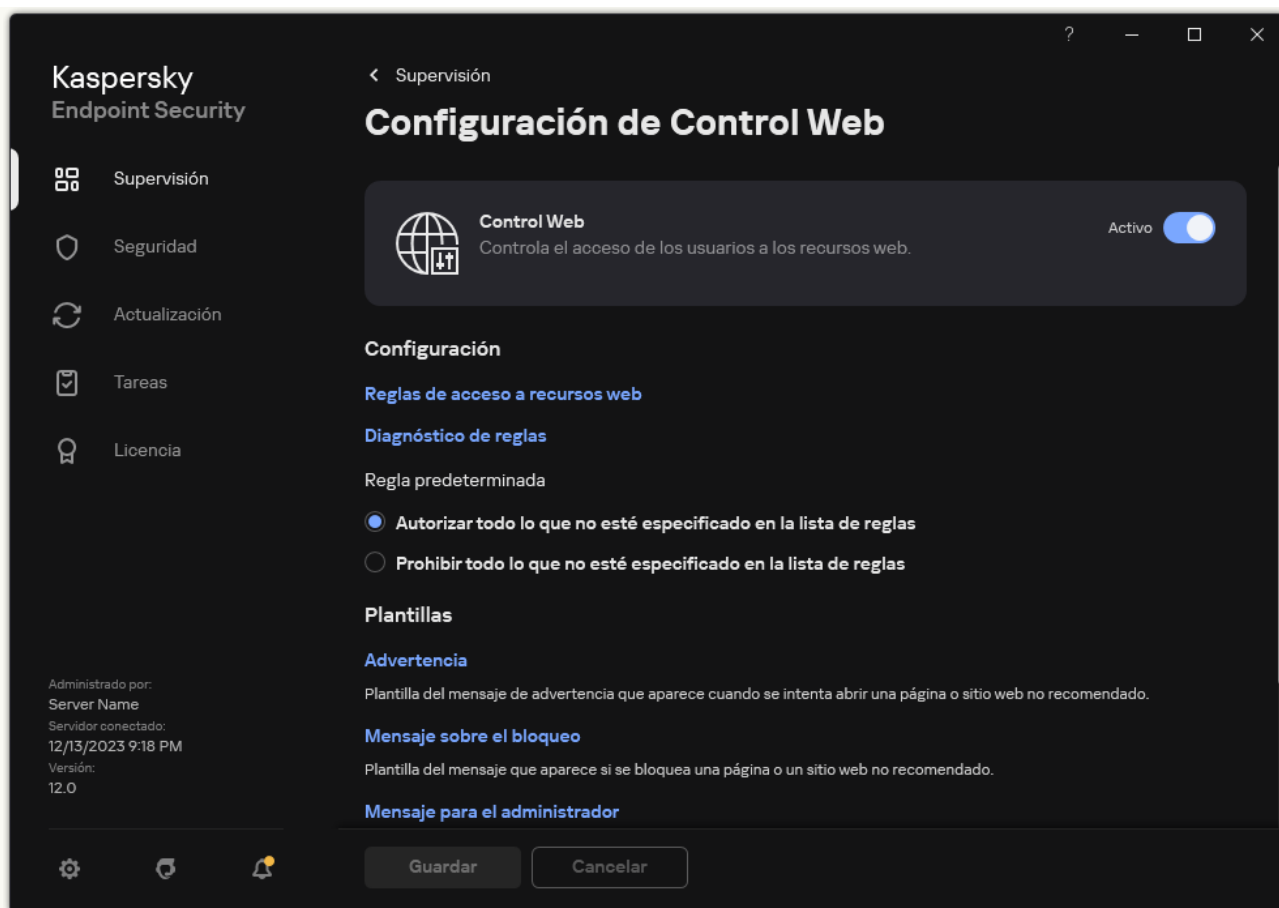 ?
Kaspersky
Endpoint Security
Supervisión
Seguridad
Actualización
Tareas
Licencia
Administrado por:
Server Name
Servidor conectado:
12/13/2023 9:18 PM
Versión:
12.0
Supervisión
Configuración de Control Web
Control Web
Controla el acceso de los usuarios a los recursos web.
Activo
Configuración
Reglas de acceso a recursos web
Diagnóstico de reglas
Regla predeterminada
Autorizar todo lo que no esté especificado en la lista de reglas
Prohibir todo lo que no esté especificado en la lista de reglas
Plantillas
Advertencia
Plantilla del mensaje de advertencia que aparece cuando se intenta abrir una página o sitio web no recomendado.
Mensaje sobre el bloqueo
Plantilla del mensaje que aparece si se bloquea una página o un sitio web no recomendado.
Mensaje para el administrador
Guardar
Cancelar